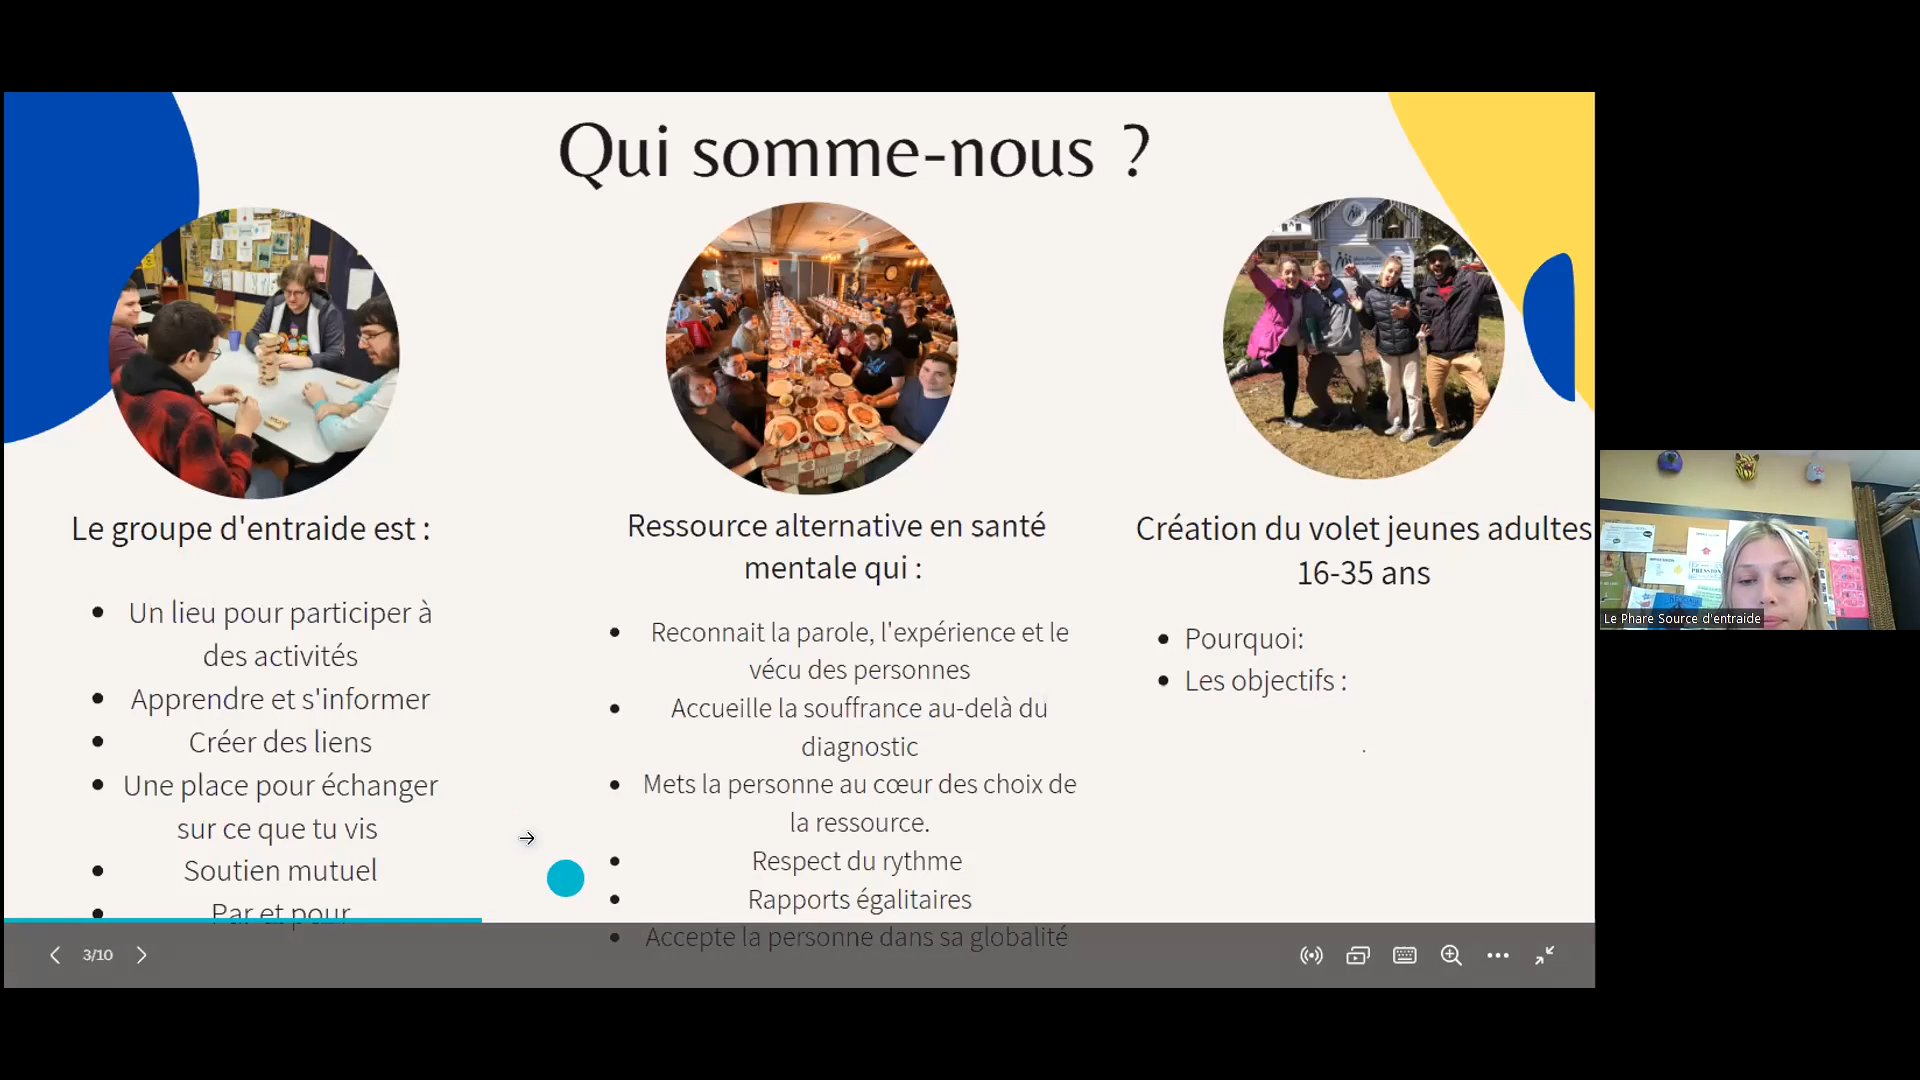 Qui somme-nous ?
Le groupe d'entraide est :
Un lieu pour participer à
des activités
Apprendre et s'informer
Créer des liens
Une place pour échanger
sur ce que tu vis
Soutien mutuel
Par et pour
Ressource alternative en santé
mentale qui :
Reconnait la parole, l'expérience et le
vécu des personnes
Accueille la souffrance au-delà du
diagnostic
Mets la personne au cœur des choix de
la ressource.
Respect du rythme
Rapports égalitaires
Accepte la personne dans sa globalité
Création du volet jeunes adultes
16-35 ans
Pourquoi:
Les objectifs :
.
3/10
Le Phare Source d'entraide